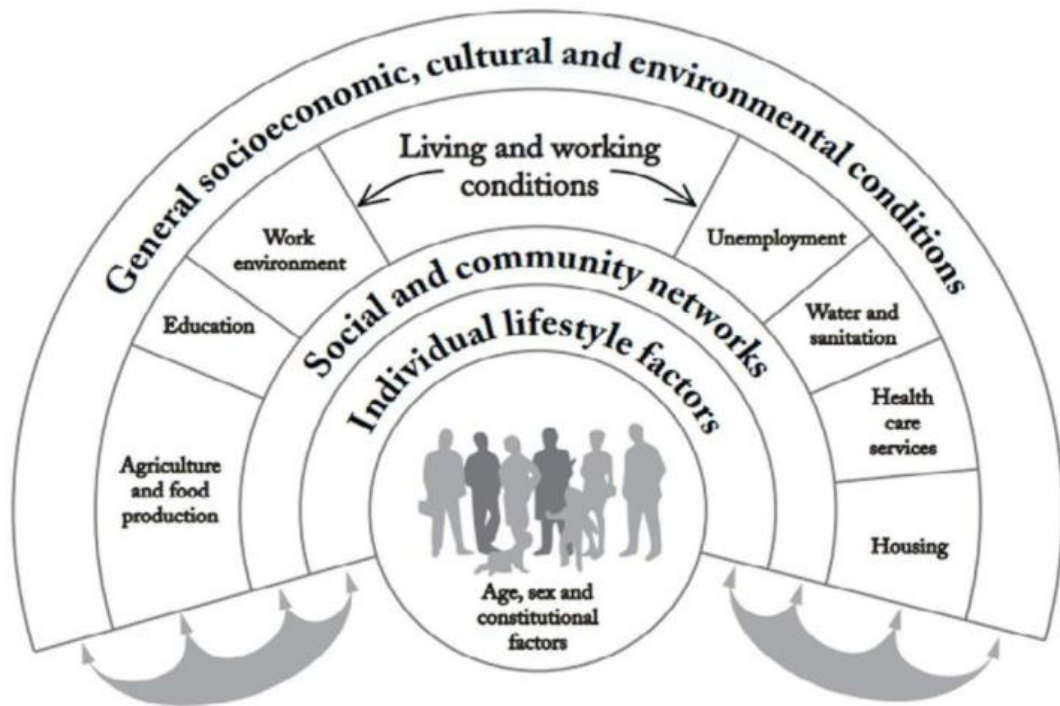 General socioeconomic, cultural and environmental conditions
Living and working
conditions
Work
environment
Unemployment
Education
Water and
sanitation
Agriculture
and food
production
Health
care
services
Housing
Social and community networks
Individual lifestyle factors
Age, sex and
constitutional
factors